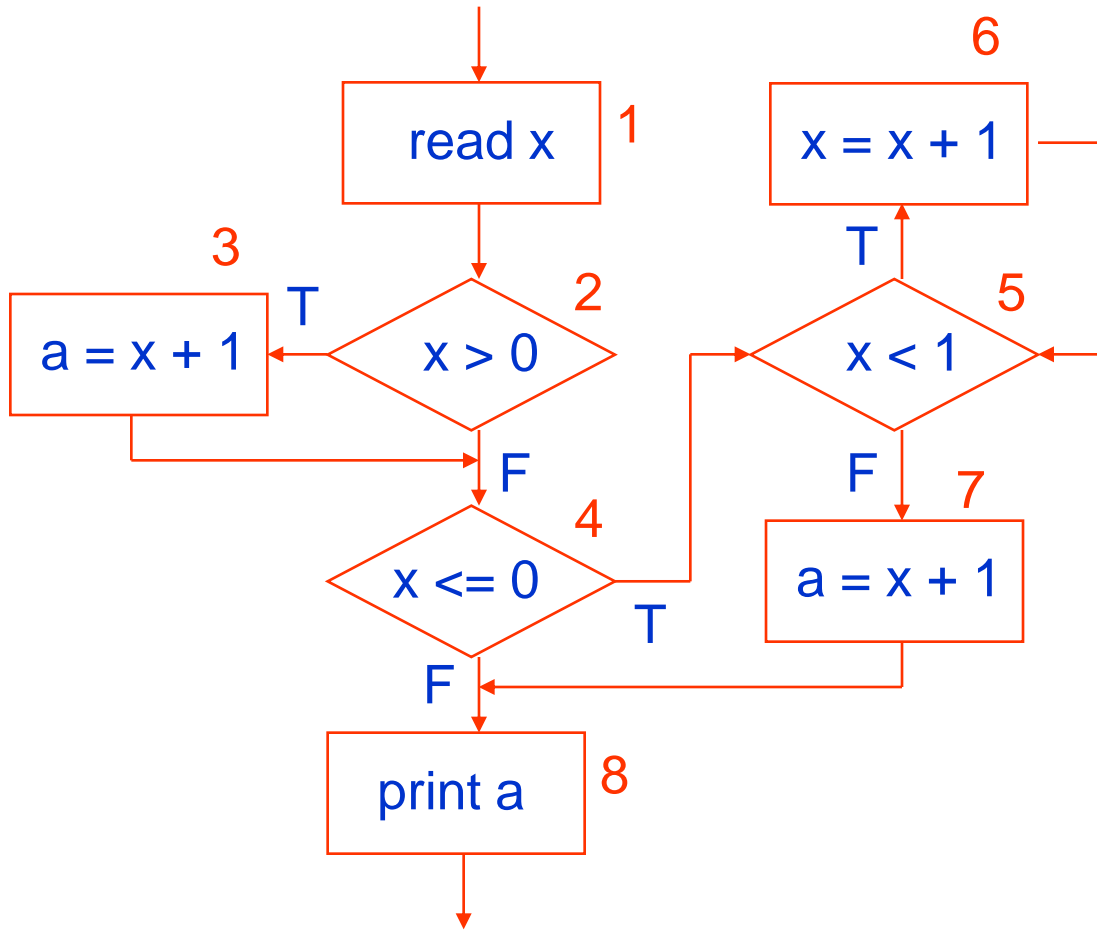 6
read x
1
x = x + 1
T
3
2
5
T
a = x + 1
x > 0
x < 1
F
F
7
4
x <= 0
a = x + 1
T
F
print a
8